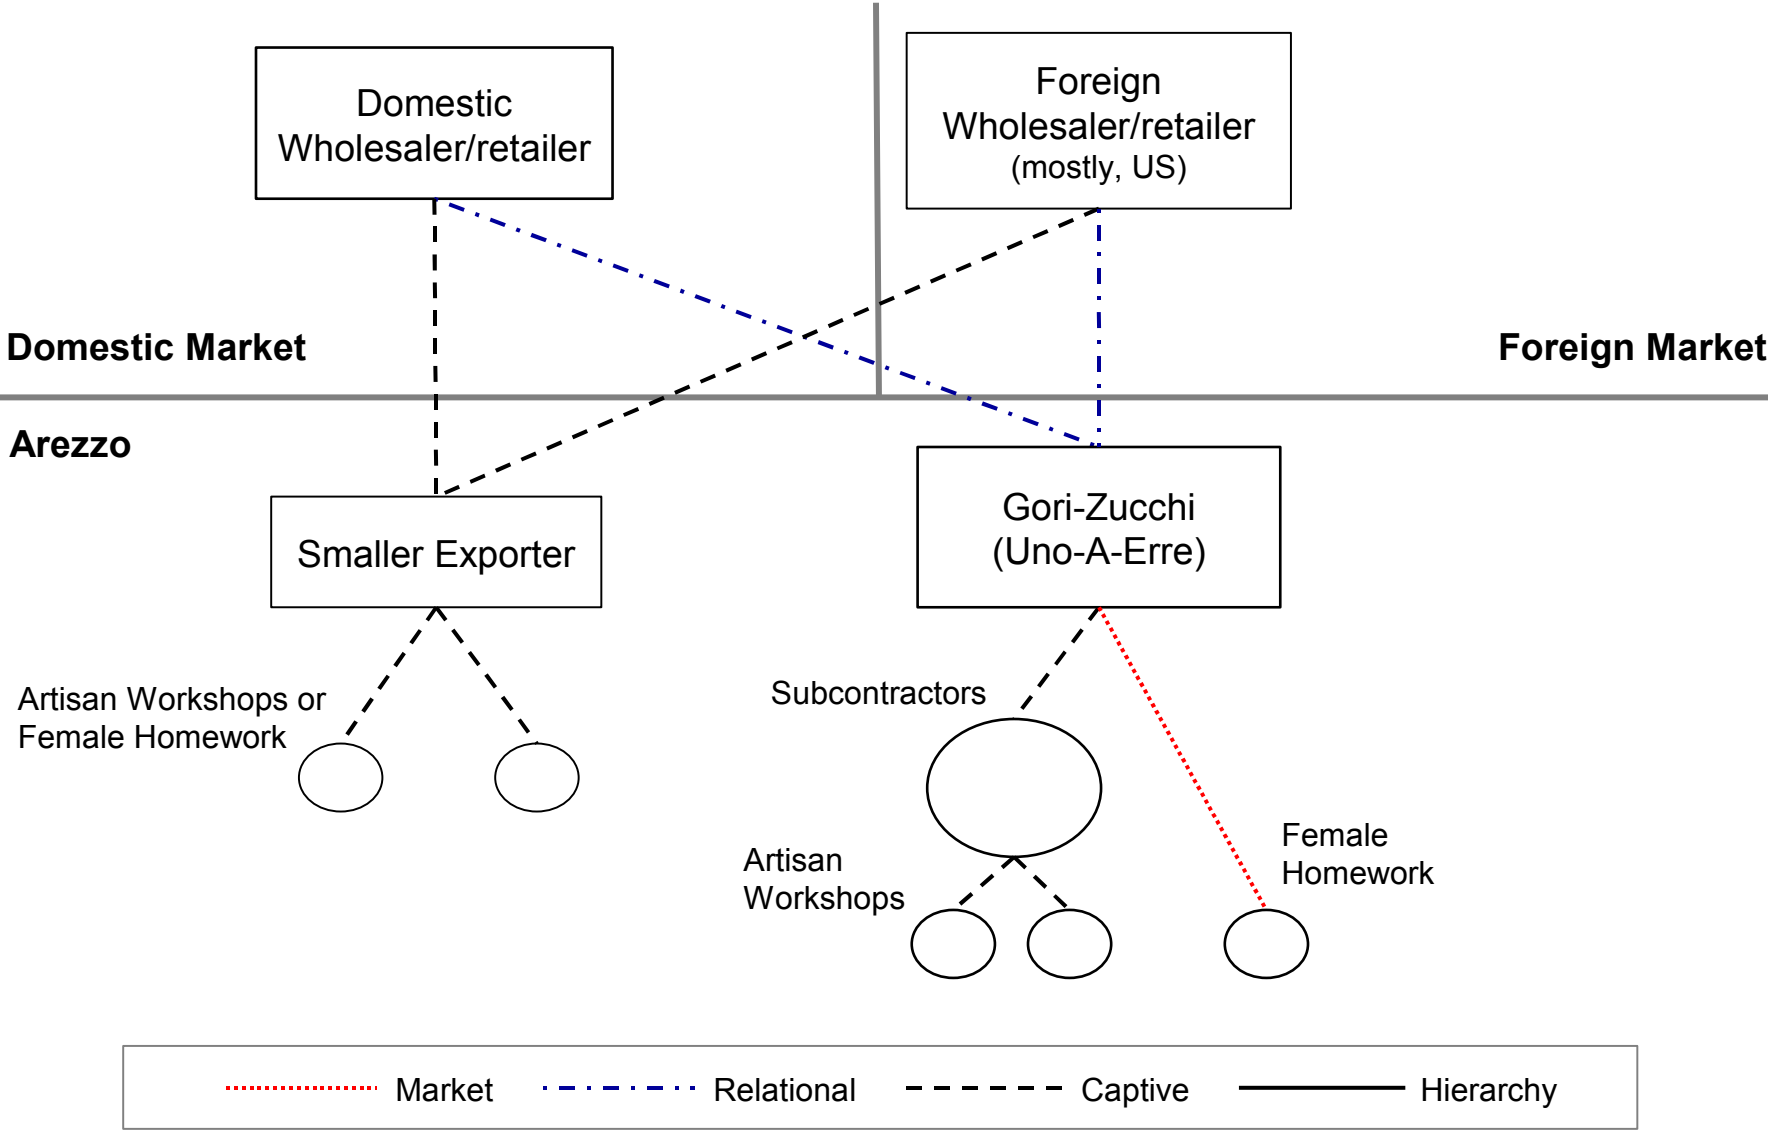 Domestic
Wholesaler/retailer
Foreign
Wholesaler/retailer
(mostly, US)
Domestic Market
Foreign Market
Arezzo
Smaller Exporter
Gori-Zucchi
(Uno-A-Erre)
Artisan Workshops or
Female Homework
Subcontractors
Artisan
Workshops
Female
Homework
Market
Relational
Captive
Hierarchy